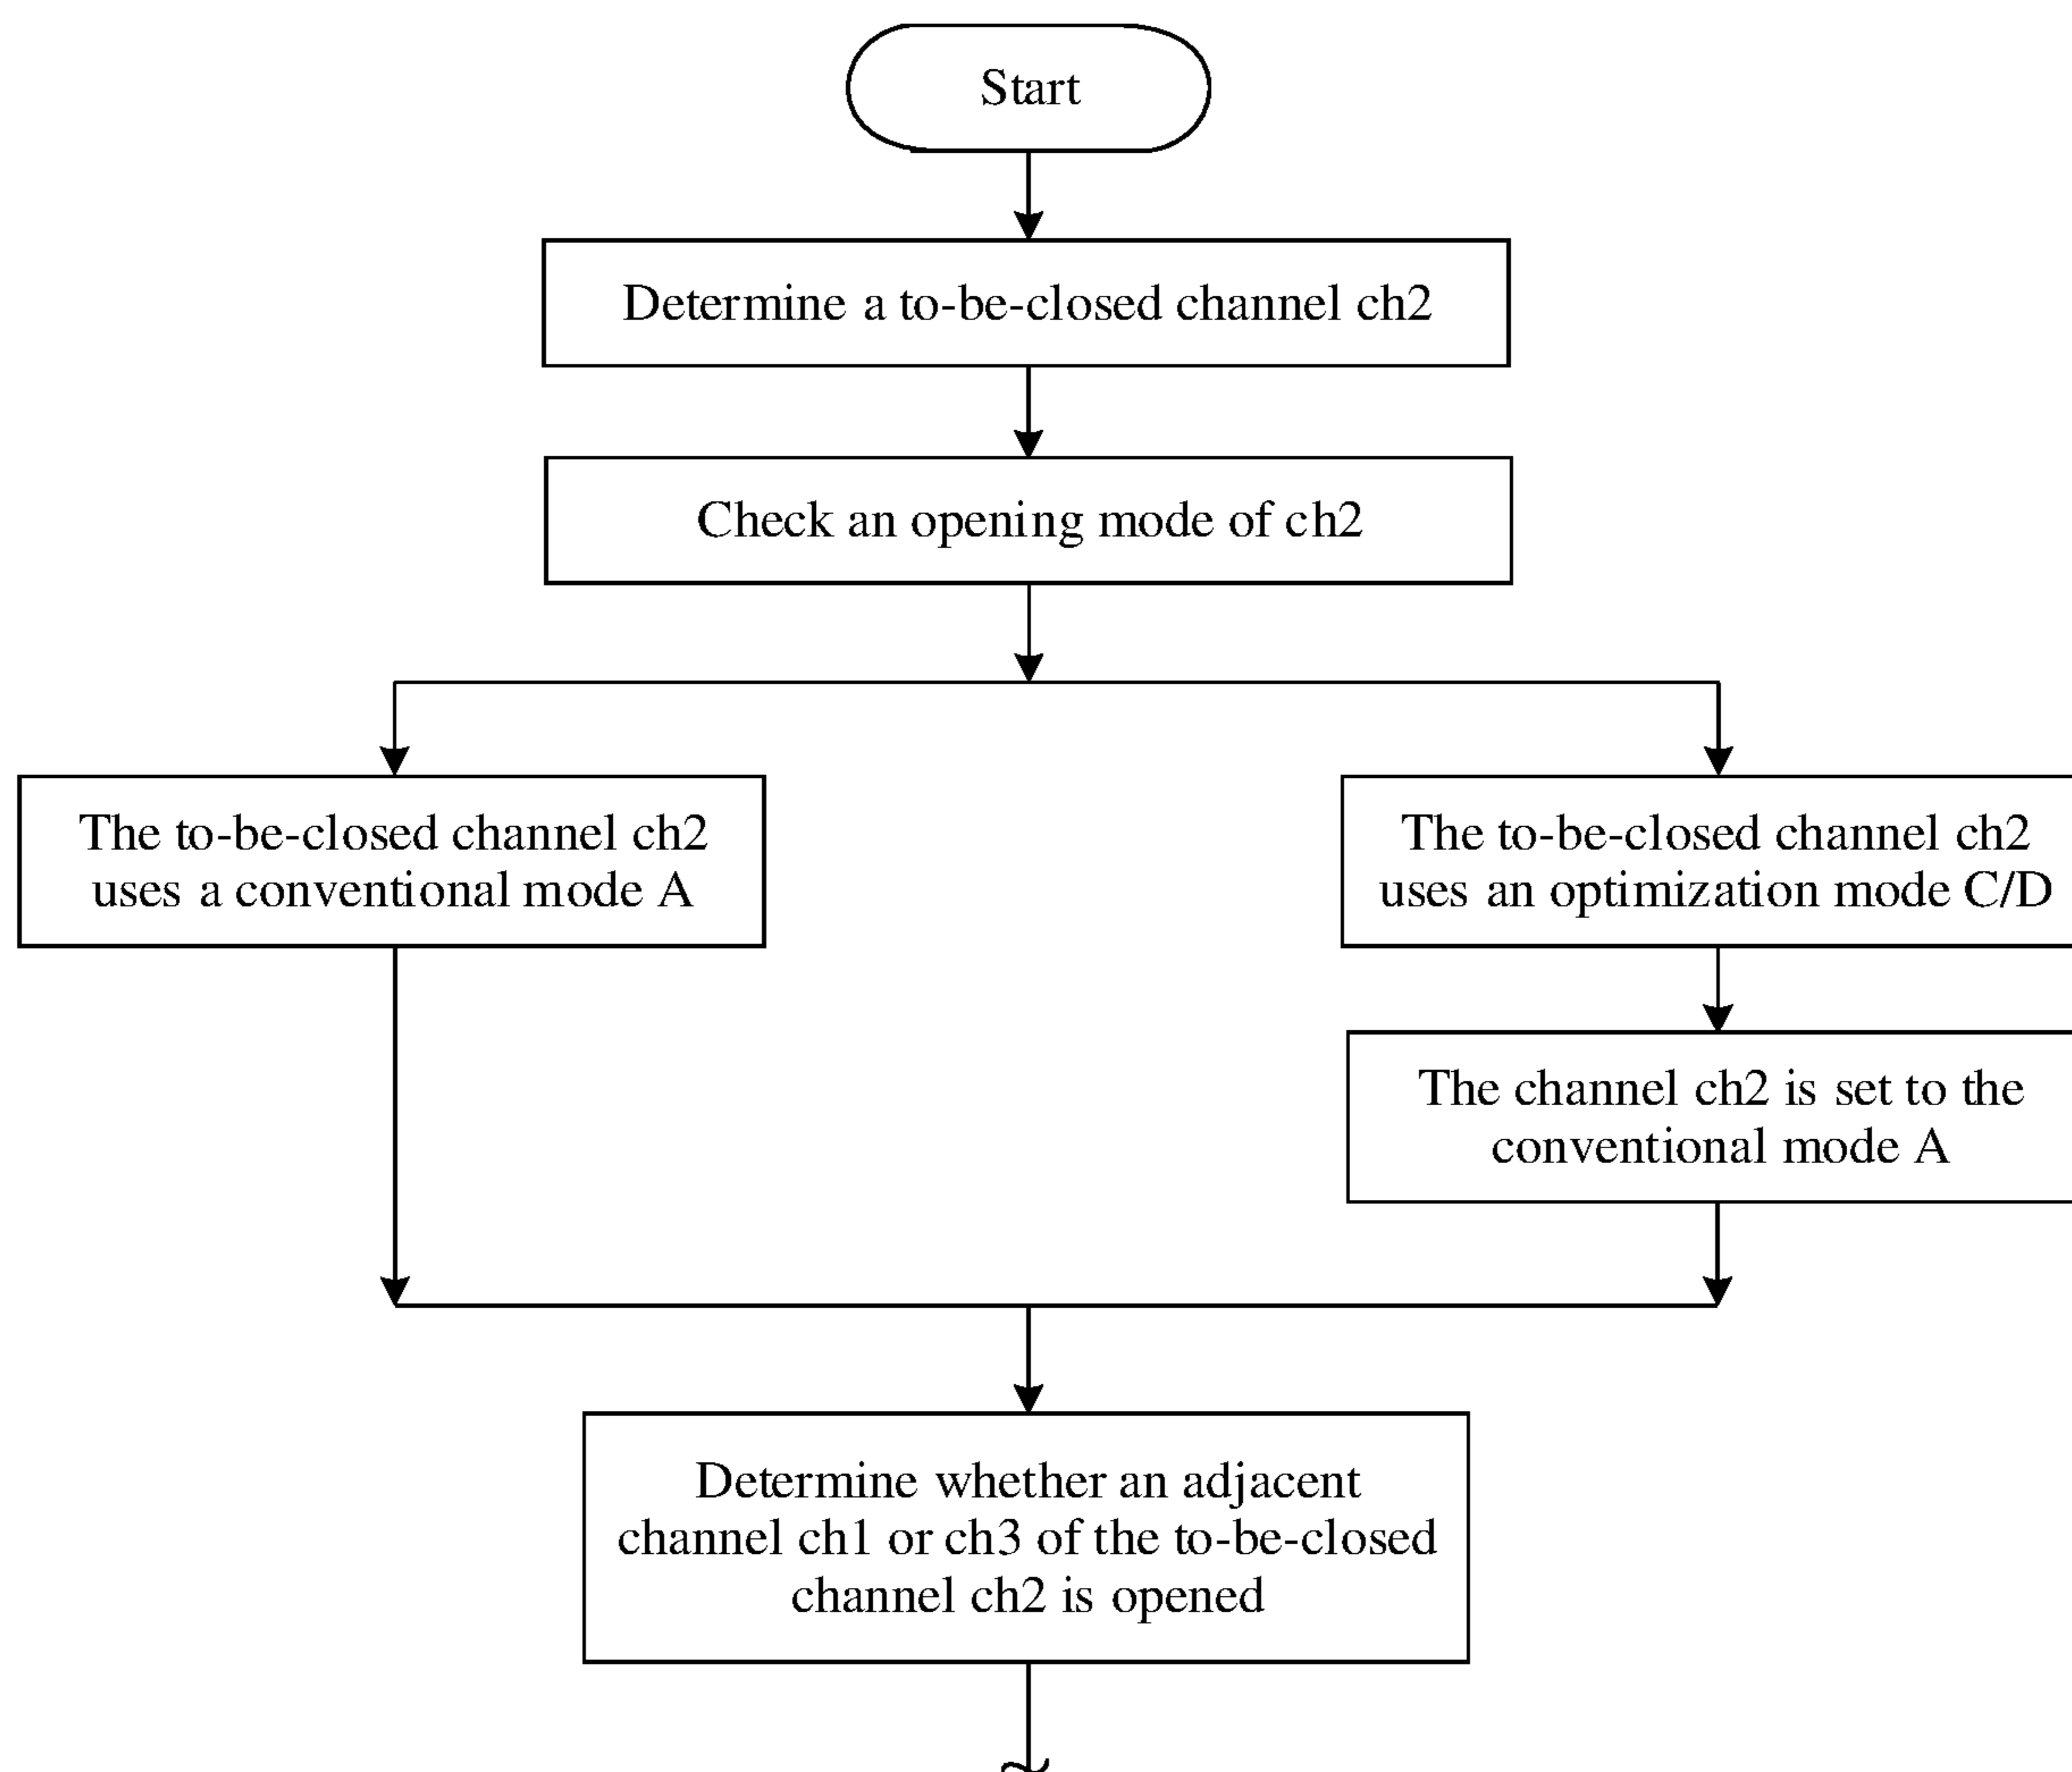 Start
Determine a to-be-closed channel ch2
Check an opening mode of ch2
The to-be-closed channel ch2
uses a conventional mode A
The to-be-closed channel ch2
uses an optimization mode C/D
The channel ch2 is set to the
conventional mode A
Determine whether an adjacent
channel ch1 or ch3 of the to-be-closed
channel ch2 is opened